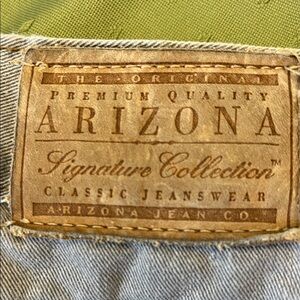 THE ORIGINAL
PREMIUM QUALITY
ARIZONA
Signature Collection™
CLASSIC JEANSWEAR
ARIZONA JEAN CO.